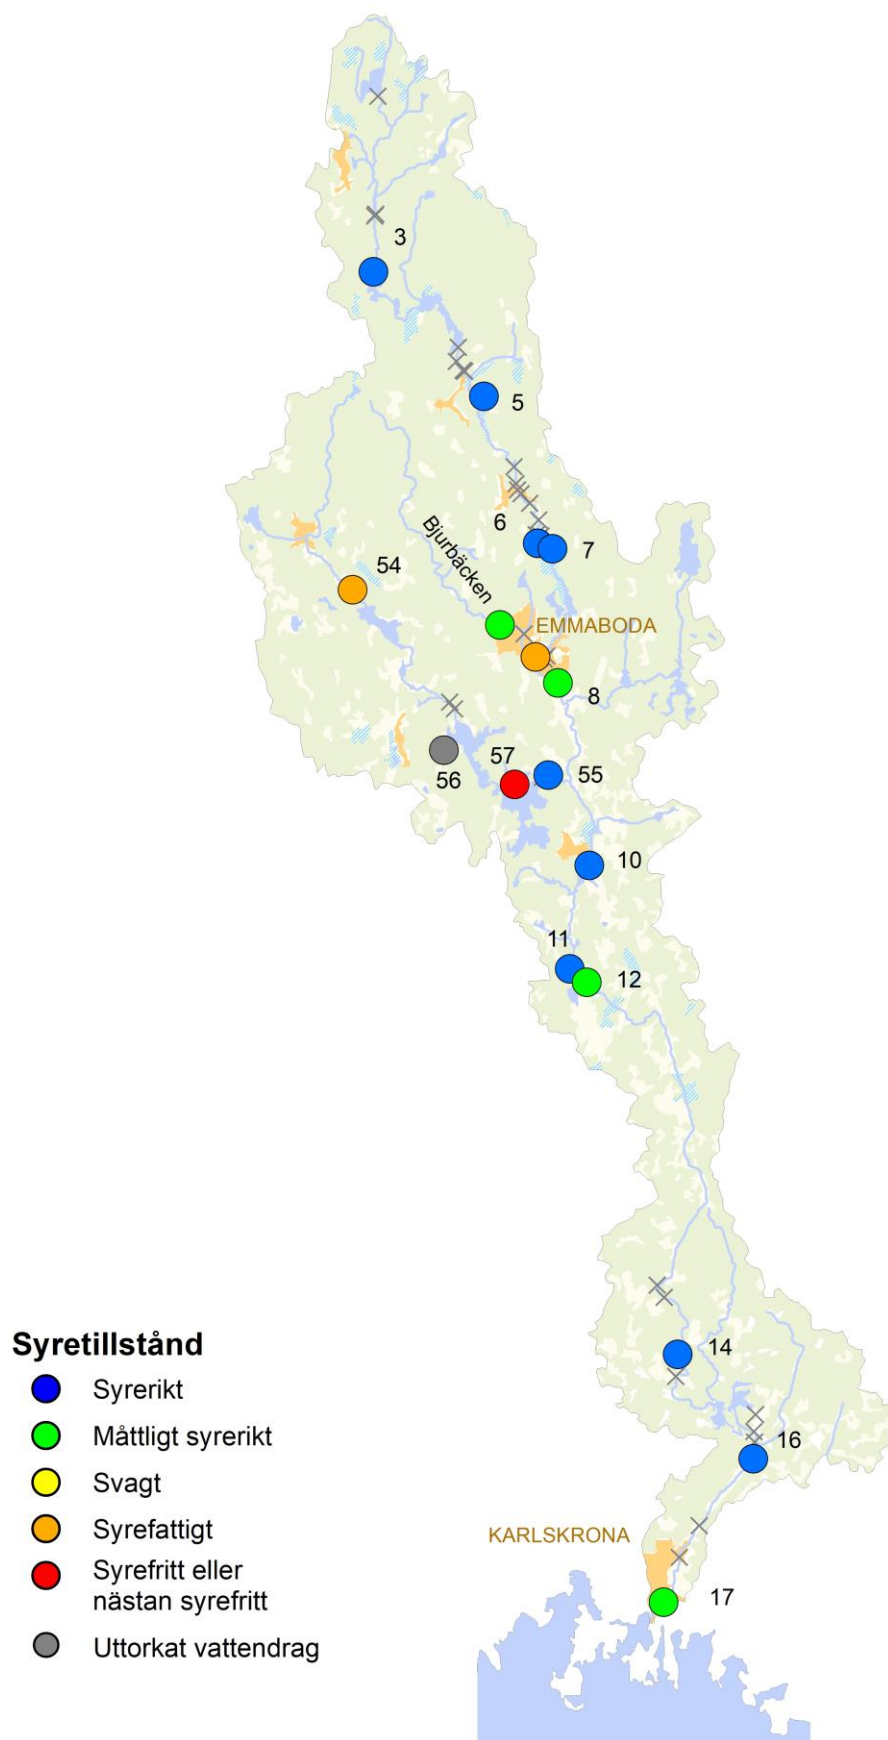 3
5
6
7
Bjurbäcken
54
EMMABODA
8
57
55
56
10
11
12
14
16
KARLSKRONA
17
Syretillstånd
Syrerikt
Måttligt syrerikt
Svagt
Syrefattigt
Syrefritt eller
nästan syrefritt
Uttorkat vattendrag